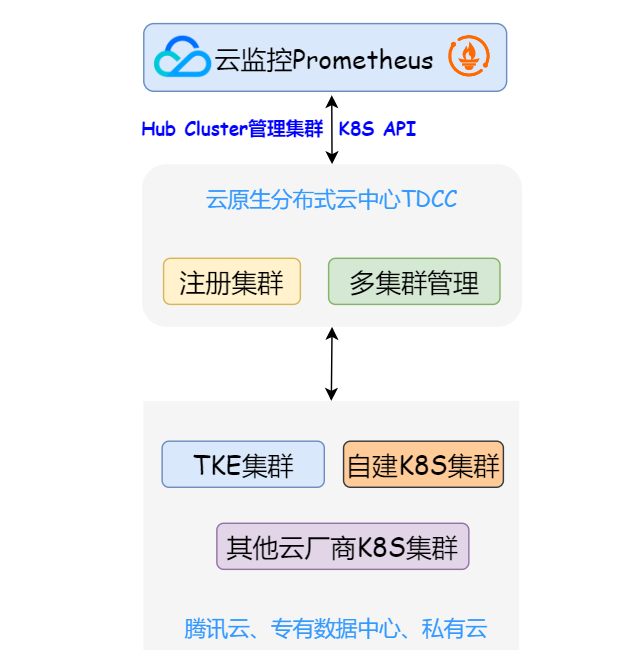 云监控Prometheus
Hub Cluster管理集群 K8S API
云原生分布式云中心TDCC
注册集群 多集群管理
TKE集群 自建K8S集群
其他云厂商K8S集群
腾讯云、专有数据中心、私有云